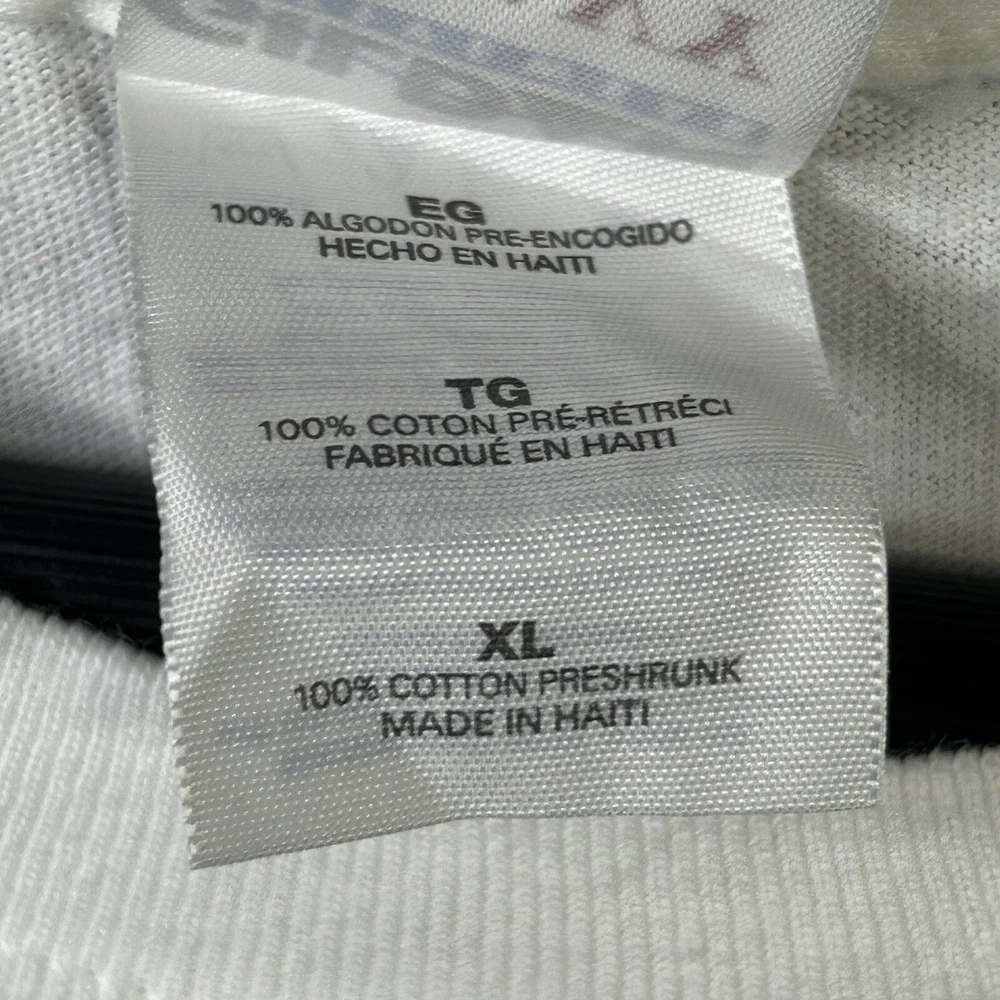 EG
100% ALGODON PRE-ENCOGIDO
HECHO EN HAITI
TG
100% COTON PRÉ-RÉTRÉCI
FABRIQUÉ EN HAITI
XL
100% COTTON PRESHRUNK
MADE IN HAITI